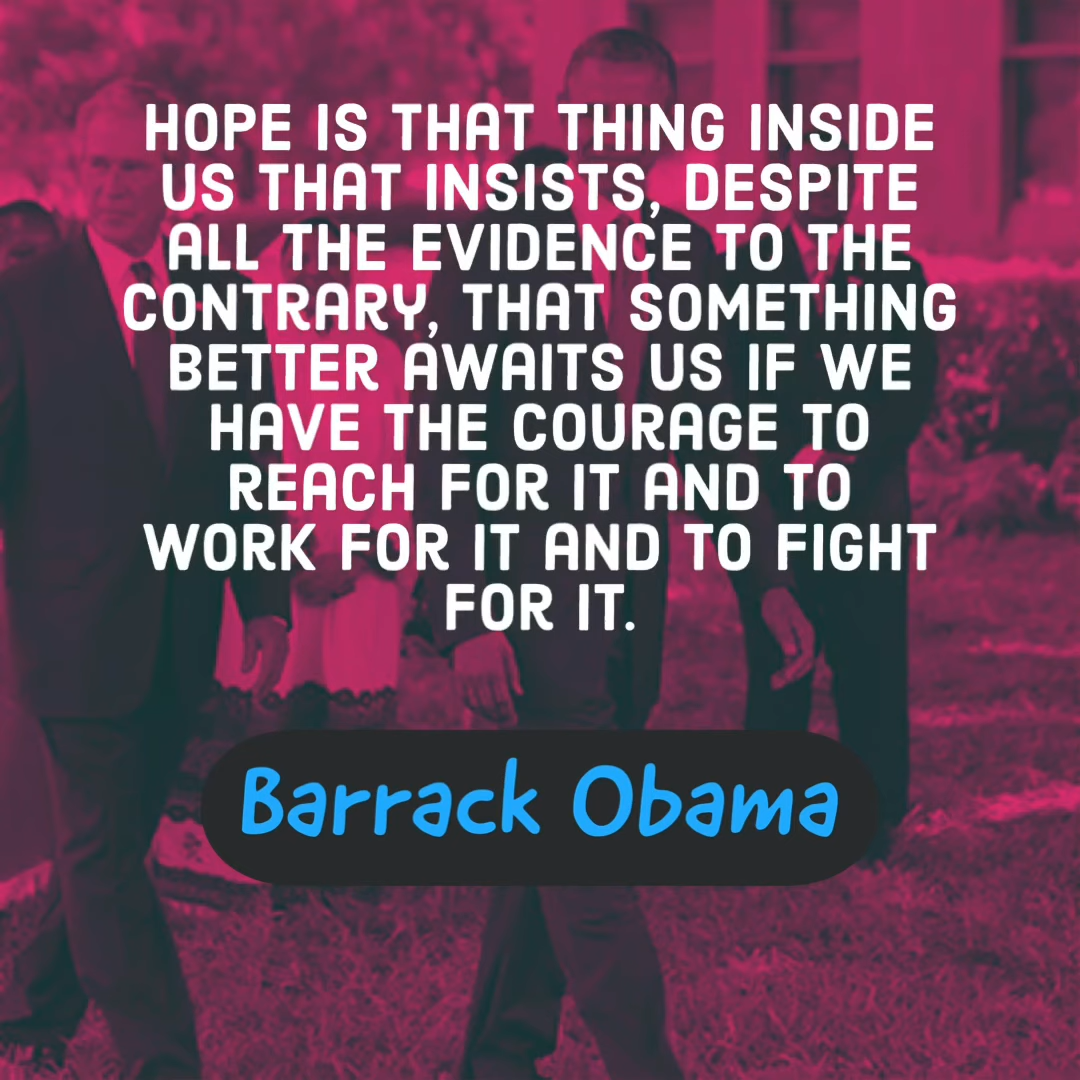 HOPE IS THAT THING INSIDE
US THAT INSISTS, DESPITE
ALL THE EVIDENCE TO THE
CONTRARY, THAT SOMETHING
BETTER AWAITS US IF WE
HAVE THE COURAGE TO
REACH FOR IT AND TO
WORK FOR IT AND TO FIGHT
FOR IT.
Barrack Obama